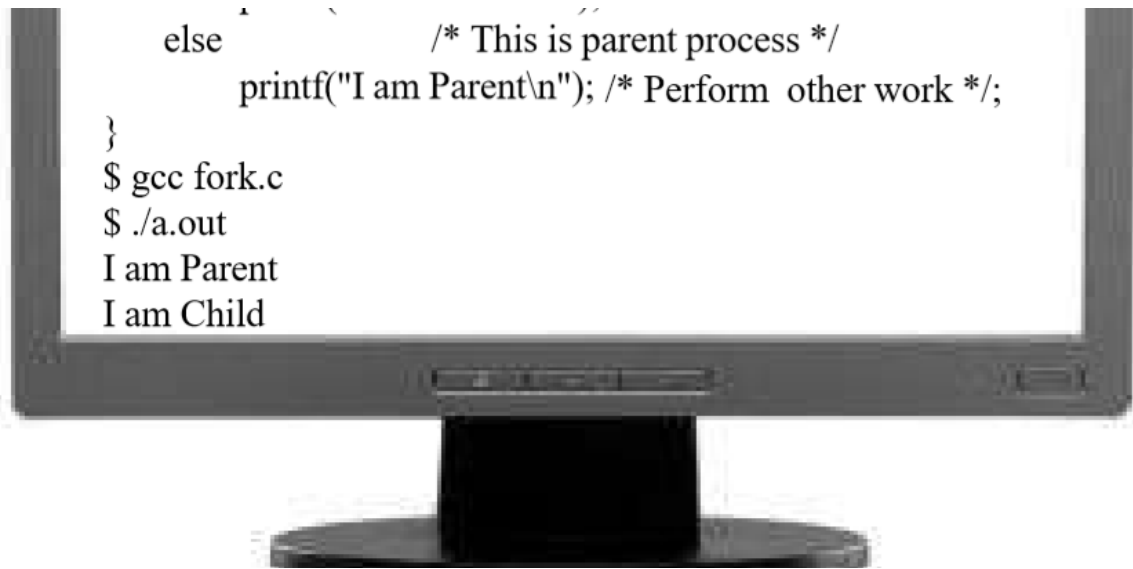 else /* This is parent process */
printf("I am Parent\n"); /* Perform other work */;
}
$ gcc fork.c
$ ./a.out
I am Parent
I am Child